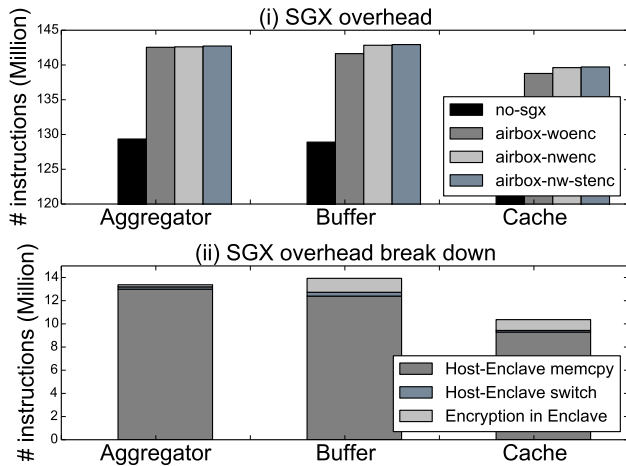 (i) SGX overhead
# instructions (Million)
145
140
135
130
125
120
no-sgx
airbox-woenc
airbox-nwenc
airbox-nw-stenc
Aggregator Buffer Cache
(ii) SGX overhead break down
# instructions (Million)
14
12
10
8
6
4
2
0
Host-Enclave memcpy
Host-Enclave switch
Encryption in Enclave
Aggregator Buffer Cache